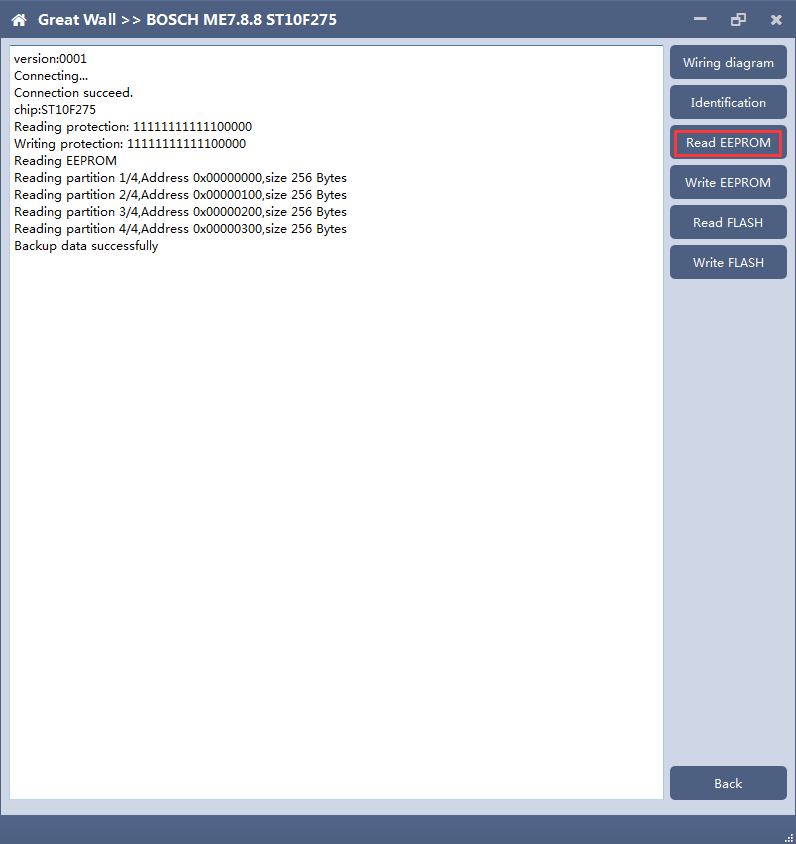 Great Wall >> BOSCH ME7.8.8 ST10F275
version:0001
Connecting...
Connection succeed.
chip:ST10F275
Reading protection: 11111111111100000
Writing protection: 11111111111100000
Reading EEPROM
Reading partition 1/4,Address 0x00000000,size 256 Bytes
Reading partition 2/4,Address 0x00000100,size 256 Bytes
Reading partition 3/4,Address 0x00000200,size 256 Bytes
Reading partition 4/4,Address 0x00000300,size 256 Bytes
Backup data successfully
Wiring diagram
Identification
Read EEPROM
Write EEPROM
Read FLASH
Write FLASH
Back